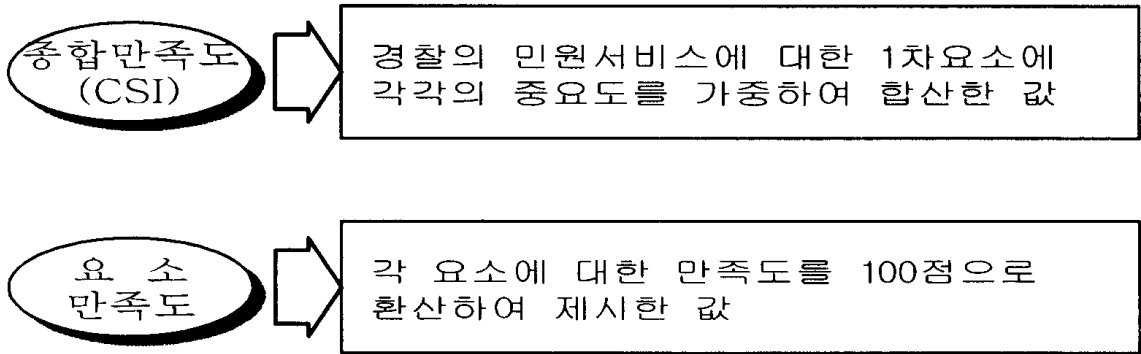 종합만족도
(CSI)
경찰의 민원서비스에 대한 1차요소에
각각의 중요도를 가중하여 합산한 값
요 소
만족도
각 요소에 대한 만족도를 100점으로
환산하여 제시한 값